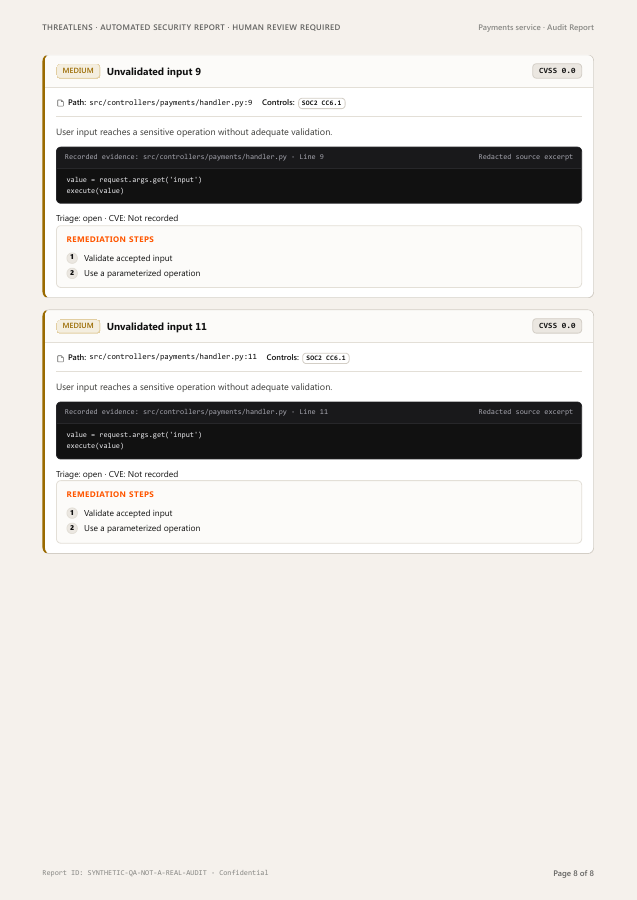 THREATLENS · AUTOMATED SECURITY REPORT · HUMAN REVIEW REQUIRED
Payments service · Audit Report
MEDIUM Unvalidated input 9 CVSS 0.0
Path: src/controllers/payments/handler.py:9 Controls: SOC2 CC6.1
User input reaches a sensitive operation without adequate validation.
Recorded evidence: src/controllers/payments/handler.py · Line 9 Redacted source excerpt
value = request.args.get('input')
execute(value)
Triage: open · CVE: Not recorded
REMEDIATION STEPS
1 Validate accepted input
2 Use a parameterized operation
MEDIUM Unvalidated input 11 CVSS 0.0
Path: src/controllers/payments/handler.py:11 Controls: SOC2 CC6.1
User input reaches a sensitive operation without adequate validation.
Recorded evidence: src/controllers/payments/handler.py · Line 11 Redacted source excerpt
value = request.args.get('input')
execute(value)
Triage: open · CVE: Not recorded
REMEDIATION STEPS
1 Validate accepted input
2 Use a parameterized operation
Report ID: SYNTHETIC-QA-NOT-A-REAL-AUDIT · Confidential
Page 8 of 8